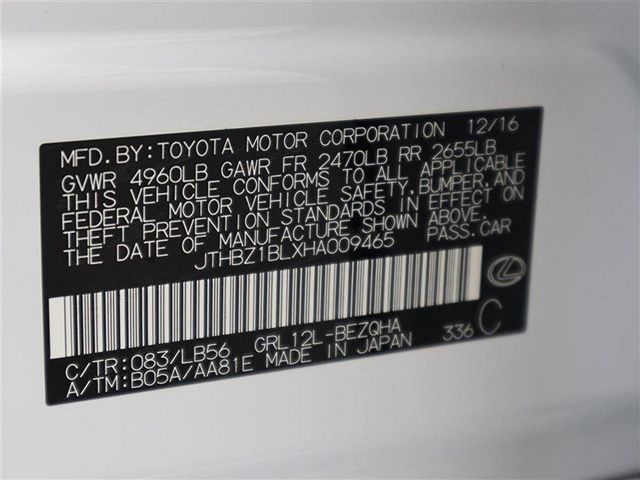 MFD.BY:TOYOTA MOTOR CORPORATION 12/16
GVWR 4960LB GAWR FR 2470LB RR 2655LB
THIS VEHICLE CONFORMS TO ALL APPLICABLE
FEDERAL MOTOR VEHICLE SAFETY,BUMPER,AND
THEFT PREVENTION STANDARDS IN EFFECT ON
THE DATE OF MANUFACTURE SHOWN ABOVE.
JTHBZ1BLXHA009465 PASS.CAR
C/TR:083/LB56 GRL12L-BEZQHA 336 C
A/TM:B05A/AA81E MADE IN JAPAN